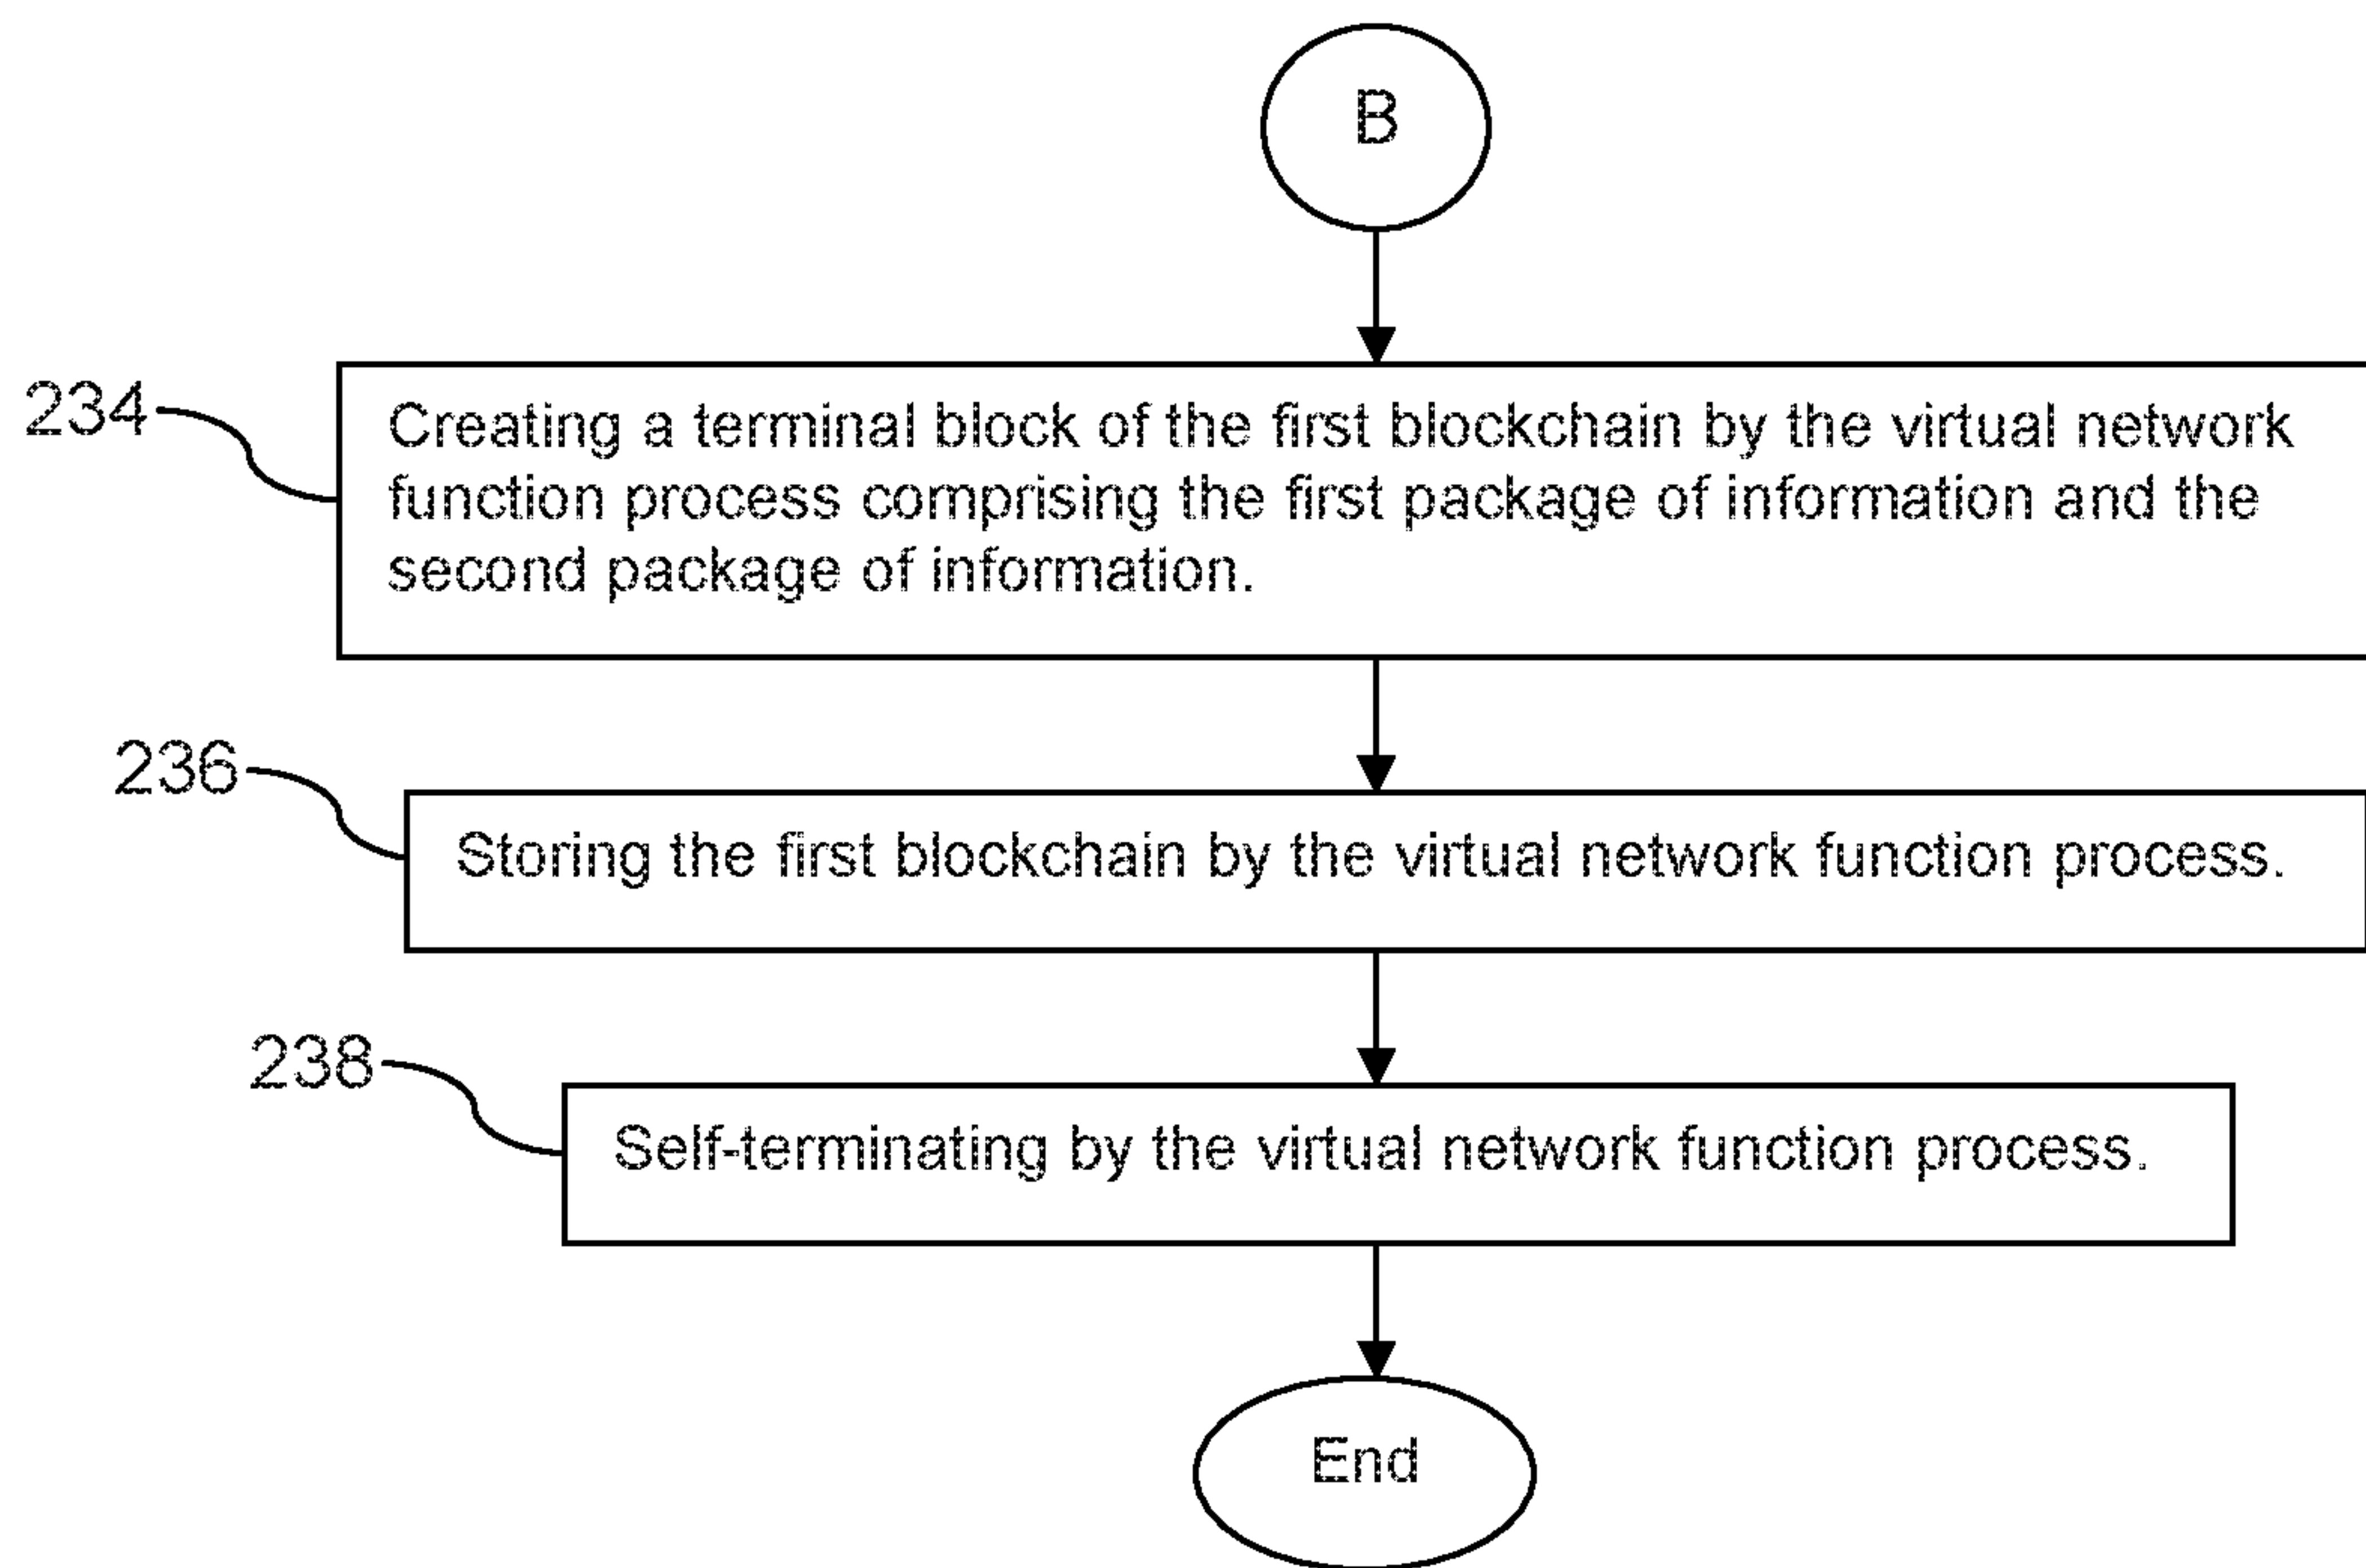 B
234
Creating a terminal block of the first blockchain by the virtual network
function process comprising the first package of information and the
second package of information.
236
Storing the first blockchain by the virtual network function process.
238
Self-terminating by the virtual network function process.
End